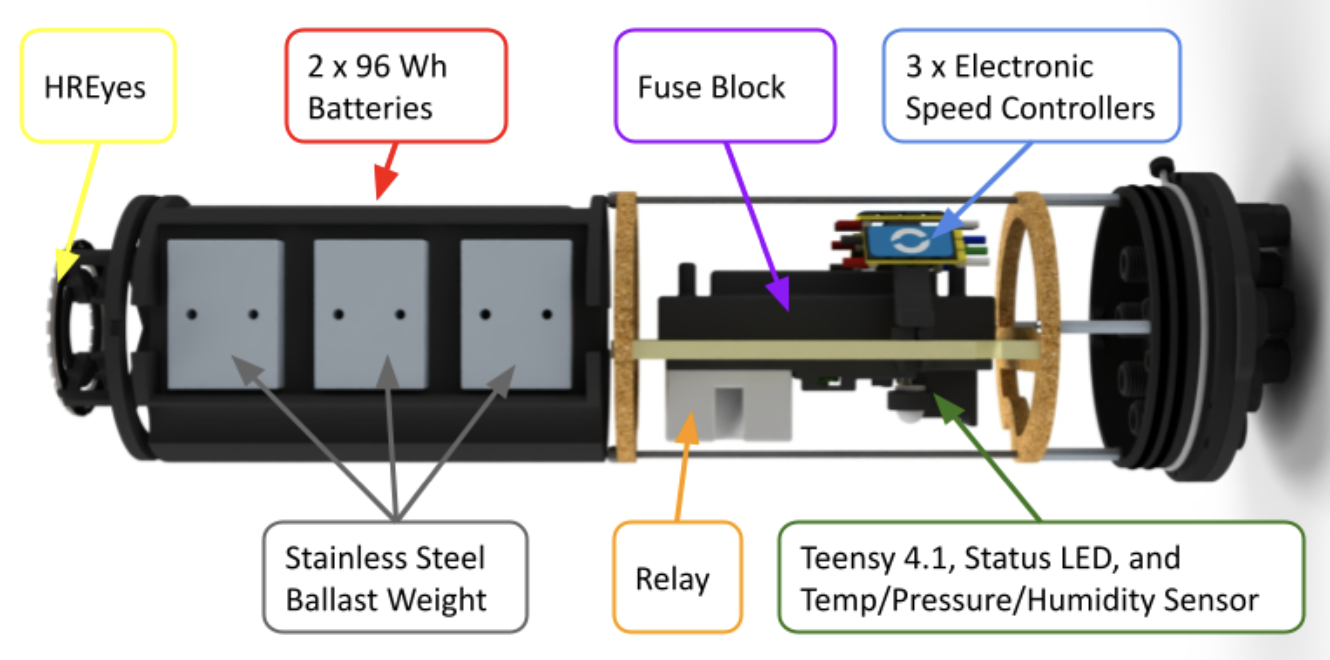 HREyes
2 x 96 Wh
Batteries
Fuse Block
3 x Electronic
Speed Controllers
Stainless Steel
Ballast Weight
Relay
Teensy 4.1, Status LED, and
Temp/Pressure/Humidity Sensor